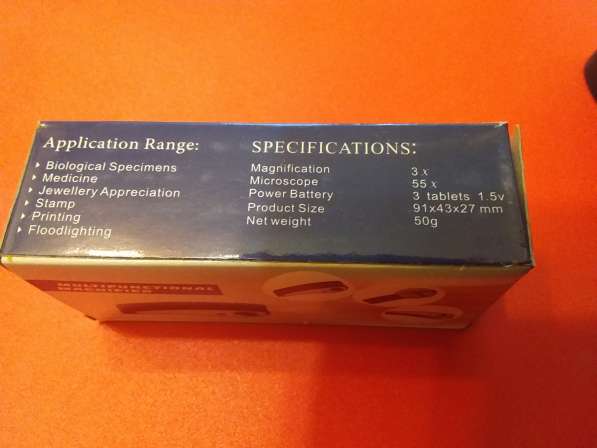 Application Range:
Biological Specimens
Medicine
Jewellery Appreciation
Stamp
Printing
Floodlighting
SPECIFICATIONS:
Magnification 3 x
Microscope 55 x
Power Battery 3 tablets 1.5v
Product Size 91x43x27 mm
Net weight 50g
MULTIFUNCTIONAL